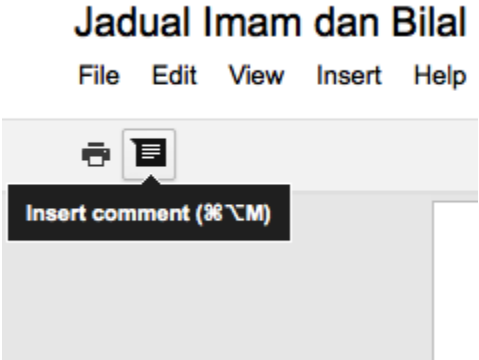 Jadual Imam dan Bilal
File Edit View Insert Help
Insert comment (⌘⌥M)